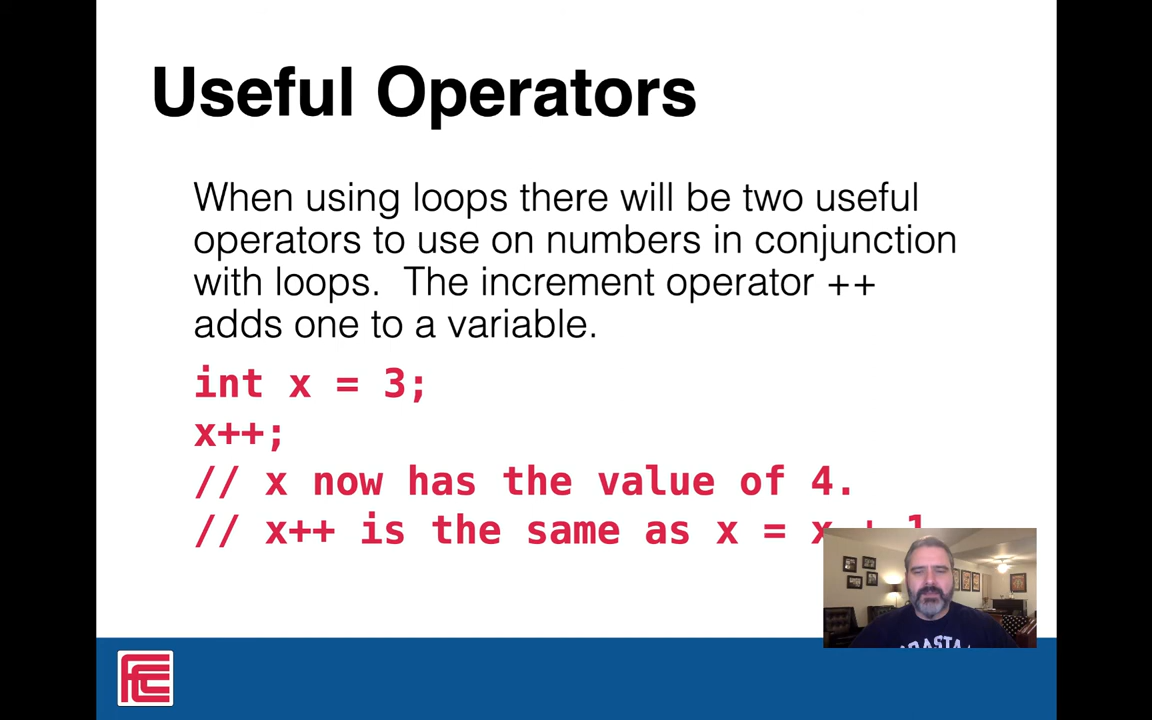 Useful Operators
When using loops there will be two useful
operators to use on numbers in conjunction
with loops.  The increment operator ++
adds one to a variable.
int x = 3;
x++;
// x now has the value of 4.
// x++ is the same as x = x + 1
FCC